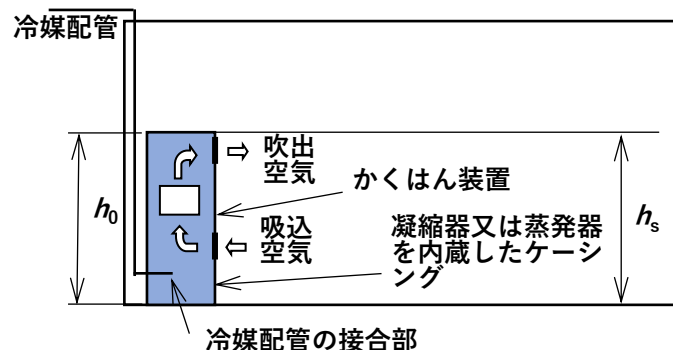 冷媒配管
吹出
空気
かくはん装置
h0
吸込
空気
凝縮器又は蒸発器
を内蔵したケーシ
ング
hs
冷媒配管の接合部